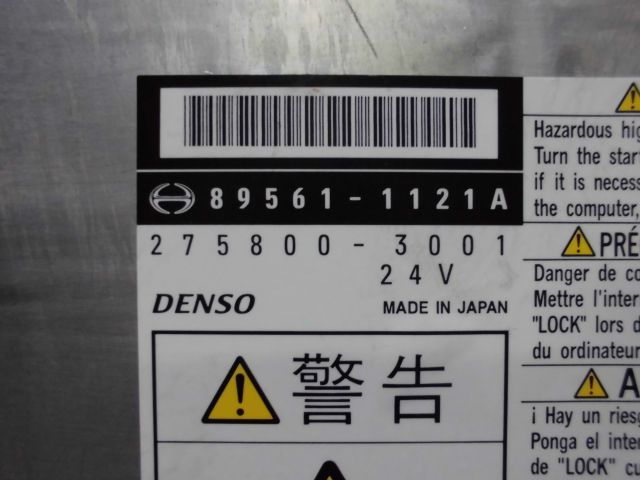 89561-1121A
275800-3001
24V
DENSO
MADE IN JAPAN
警告
Hazardous hig
Turn the star
if it is necess
the computer,
PRÉ
Danger de co
Mettre l'inter
"LOCK" lors d
du ordinateur
A
¡ Hay un riesg
Ponga el inte
de "LOCK" cu